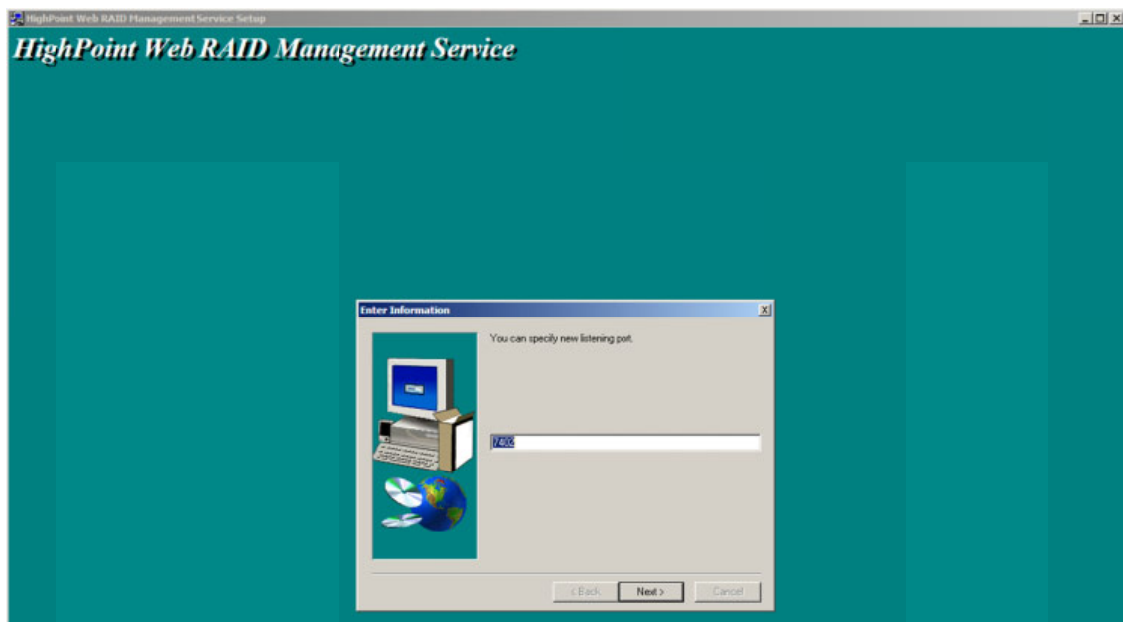 HighPoint Web RAID Management Service Setup
HighPoint Web RAID Management Service
Enter Information
You can specify new listening port.
7402
< Back
Next >
Cancel